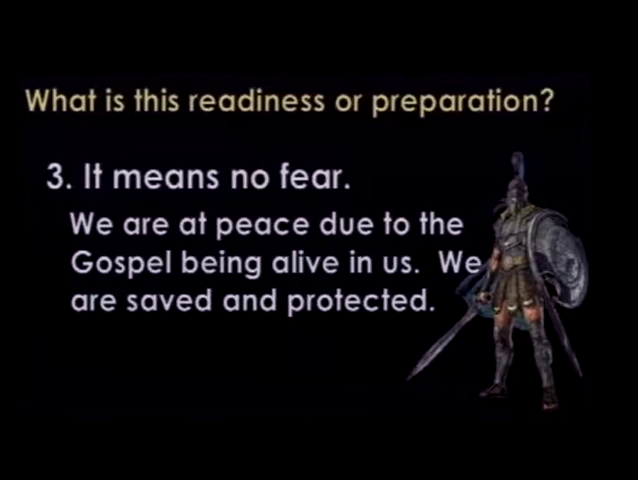 What is this readiness or preparation?
3. It means no fear.
We are at peace due to the
Gospel being alive in us. We
are saved and protected.